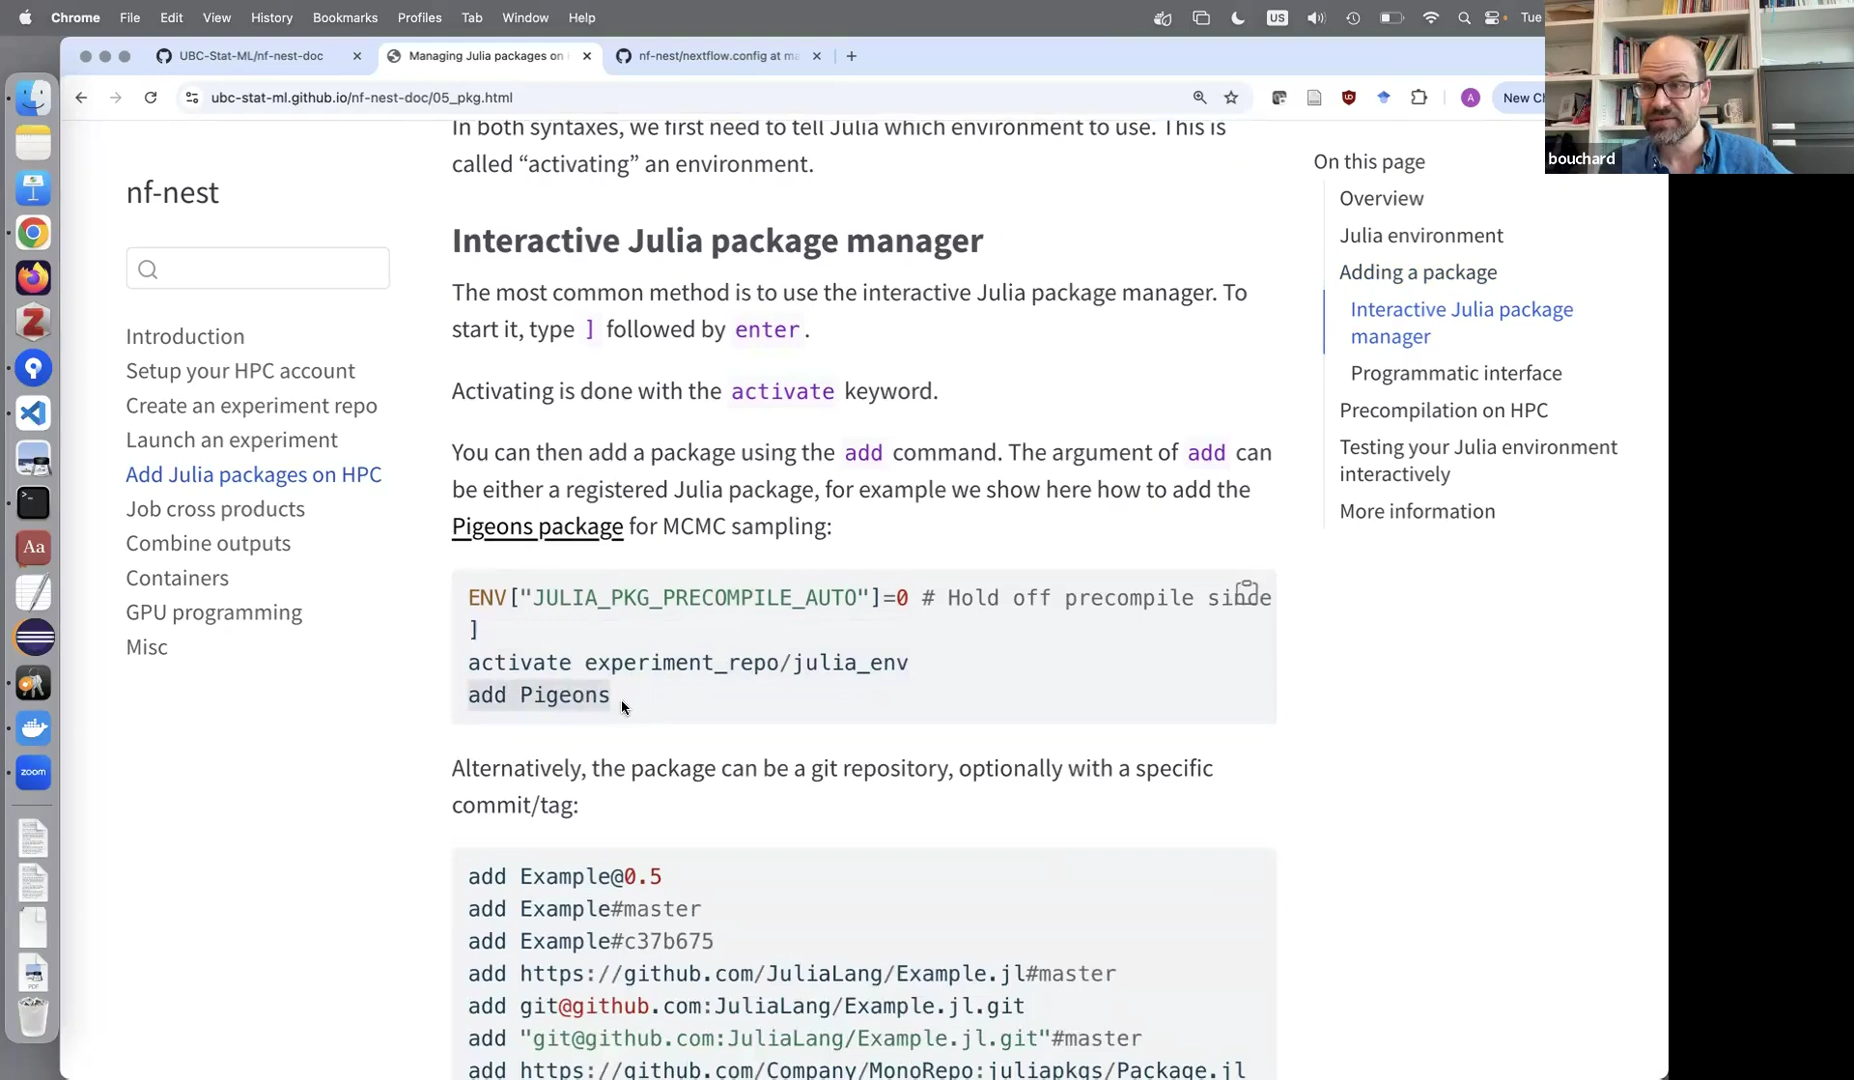 Chrome File Edit View History Bookmarks Profiles Tab Window Help US Tue
UBC-Stat-ML/nf-nest-doc
Managing Julia packages on
nf-nest/nextflow.config at ma
ubc-stat-ml.github.io/nf-nest-doc/05_pkg.html
A New Ch
bouchard
nf-nest
Introduction
Setup your HPC account
Create an experiment repo
Launch an experiment
Add Julia packages on HPC
Job cross products
Combine outputs
Containers
GPU programming
Misc
In both syntaxes, we first need to tell Julia which environment to use. This is
called “activating” an environment.
Interactive Julia package manager
The most common method is to use the interactive Julia package manager. To
start it, type ] followed by enter.
Activating is done with the activate keyword.
You can then add a package using the add command. The argument of add can
be either a registered Julia package, for example we show here how to add the
Pigeons package for MCMC sampling:
ENV["JULIA_PKG_PRECOMPILE_AUTO"]=0 # Hold off precompile since
]
activate experiment_repo/julia_env
add Pigeons
Alternatively, the package can be a git repository, optionally with a specific
commit/tag:
add Example@0.5
add Example#master
add Example#c37b675
add https://github.com/JuliaLang/Example.jl#master
add git@github.com:JuliaLang/Example.jl.git
add "git@github.com:JuliaLang/Example.jl.git"#master
add https://github.com/Company/MonoRepo:juliapkgs/Package.jl
On this page
Overview
Julia environment
Adding a package
Interactive Julia package
manager
Programmatic interface
Precompilation on HPC
Testing your Julia environment
interactively
More information
Z
Aa
zoom
PDF